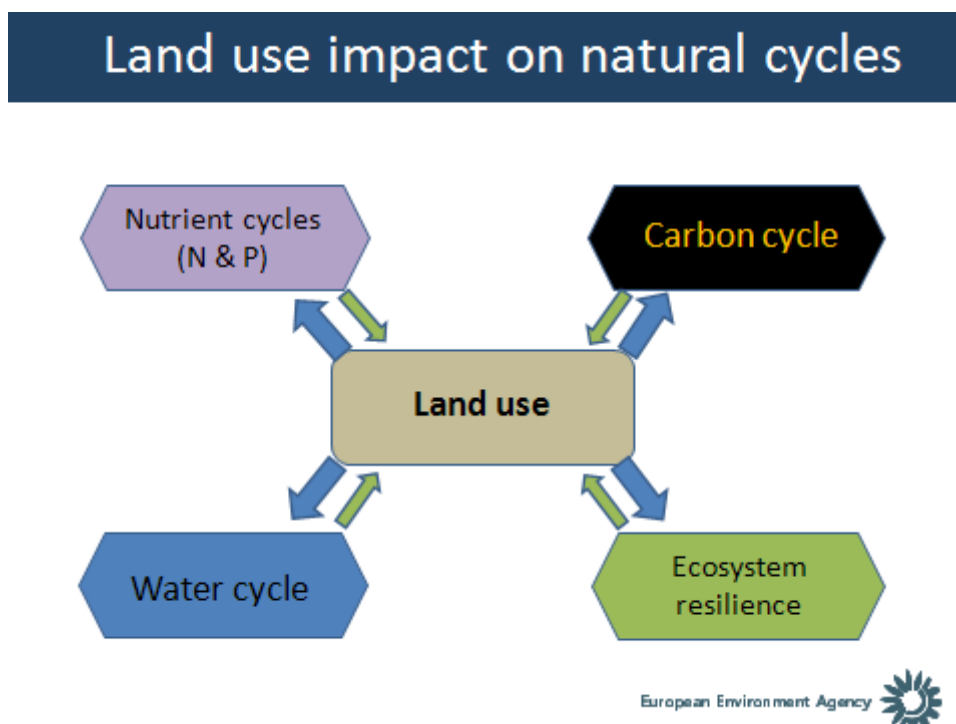 Land use impact on natural cycles
Nutrient cycles
(N & P)
Carbon cycle
Land use
Water cycle
Ecosystem
resilience
European Environment Agency